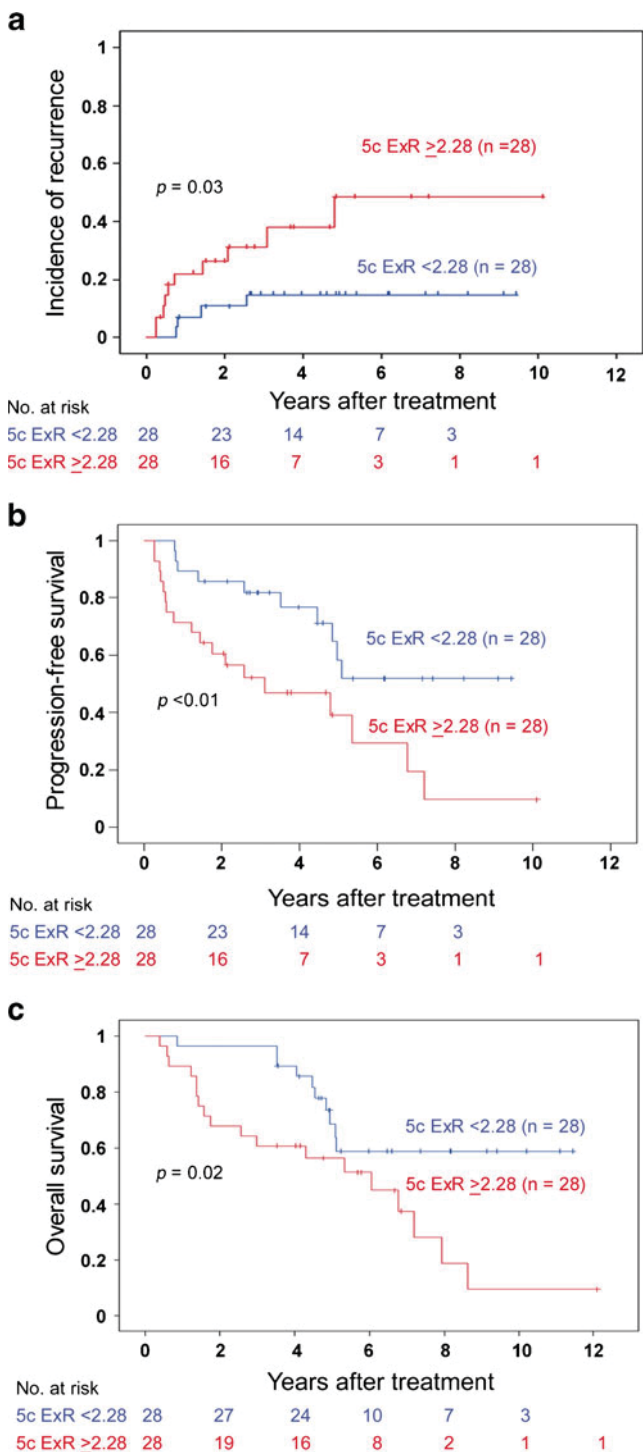 a
Incidence of recurrence
1
0.8
0.6
0.4
0.2
0
5c ExR ≥2.28 (n =28)
p = 0.03
5c ExR <2.28 (n = 28)
0 2 4 6 8 10 12
Years after treatment
No. at risk
5c ExR <2.28 28 23 14 7 3
5c ExR ≥2.28 28 16 7 3 1 1
b
Progression-free survival
1
0.8
0.6
0.4
0.2
0
5c ExR <2.28 (n = 28)
p <0.01
5c ExR ≥2.28 (n = 28)
0 2 4 6 8 10 12
Years after treatment
No. at risk
5c ExR <2.28 28 23 14 7 3
5c ExR ≥2.28 28 16 7 3 1 1
c
Overall survival
1
0.8
0.6
0.4
0.2
0
5c ExR <2.28 (n = 28)
p = 0.02
5c ExR ≥2.28 (n = 28)
0 2 4 6 8 10 12
Years after treatment
No. at risk
5c ExR <2.28 28 27 24 10 7 3
5c ExR >2.28 28 19 16 8 2 1 1